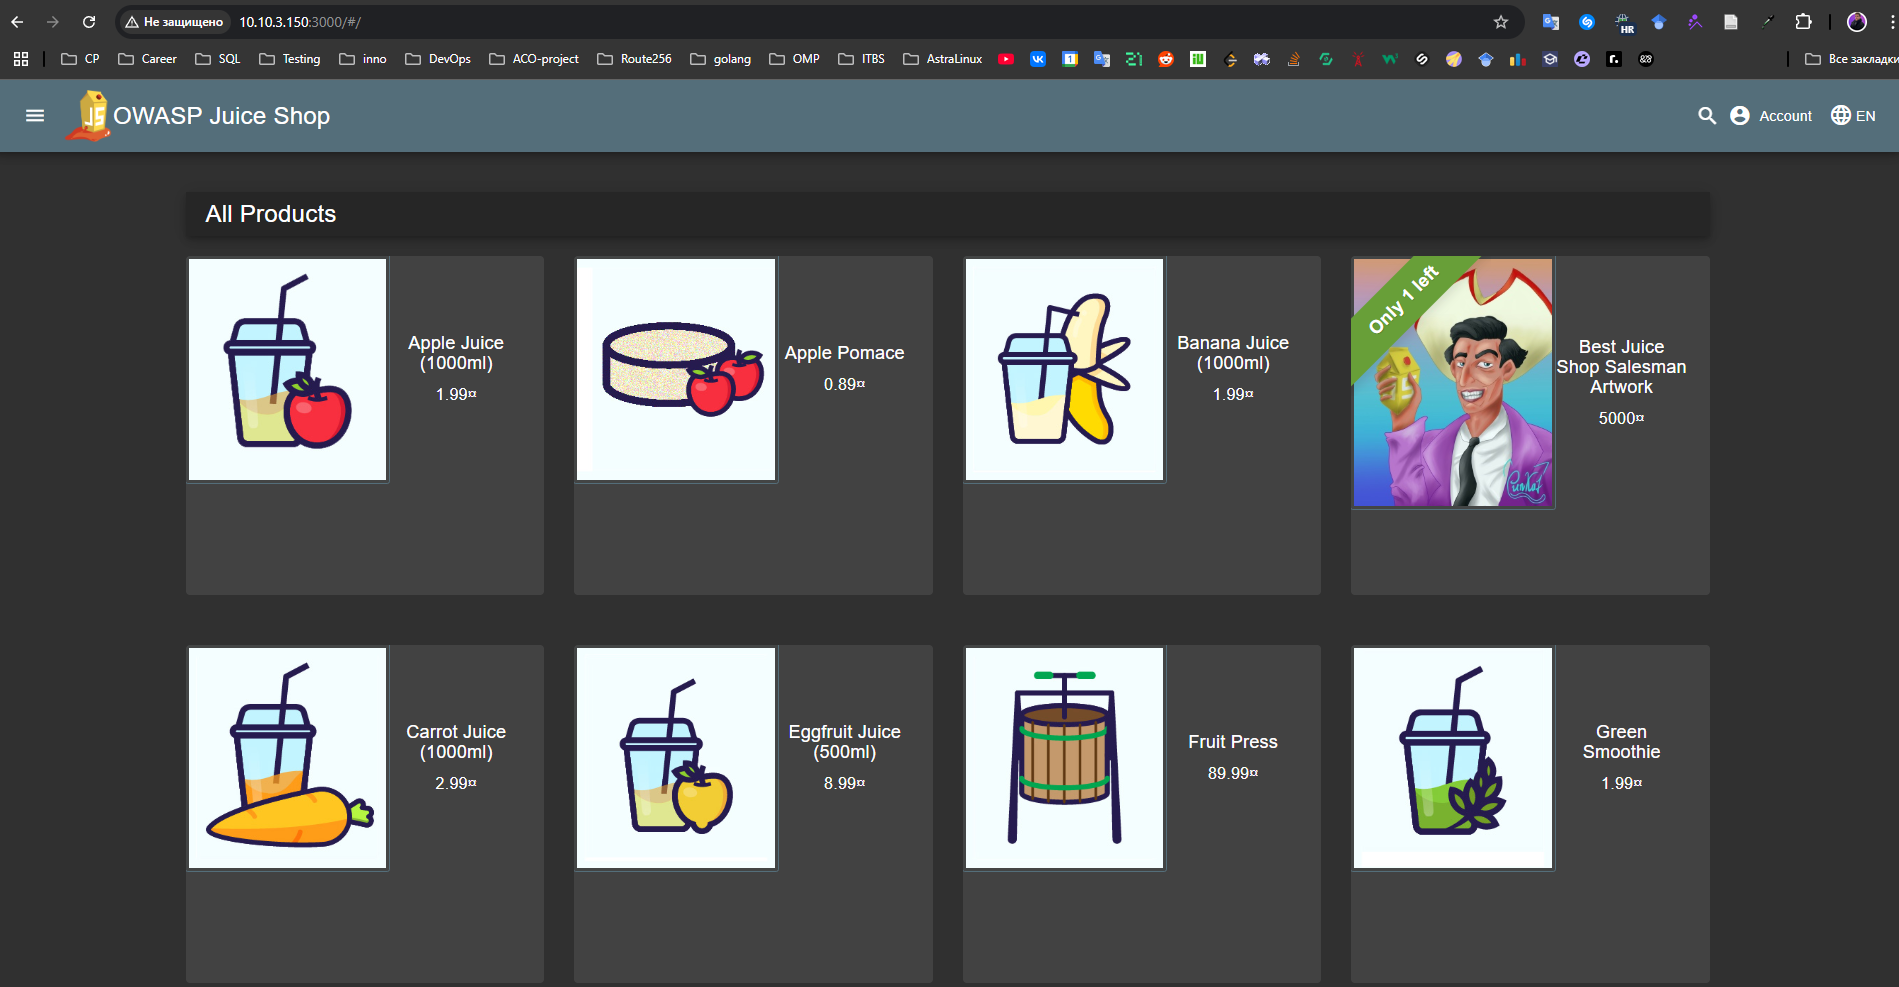 Не защищено
10.10.3.150:3000/#/
HR
CP
Career
SQL
Testing
inno
DevOps
ACO-project
Route256
golang
OMP
ITBS
AstraLinux
Все закладки
JS
OWASP Juice Shop
Account
EN
All Products
Apple Juice
(1000ml)
1.99¤
Apple Pomace
0.89¤
Banana Juice
(1000ml)
1.99¤
Only 1 left
Best Juice
Shop Salesman
Artwork
5000¤
Carrot Juice
(1000ml)
2.99¤
Eggfruit Juice
(500ml)
8.99¤
Fruit Press
89.99¤
Green
Smoothie
1.99¤